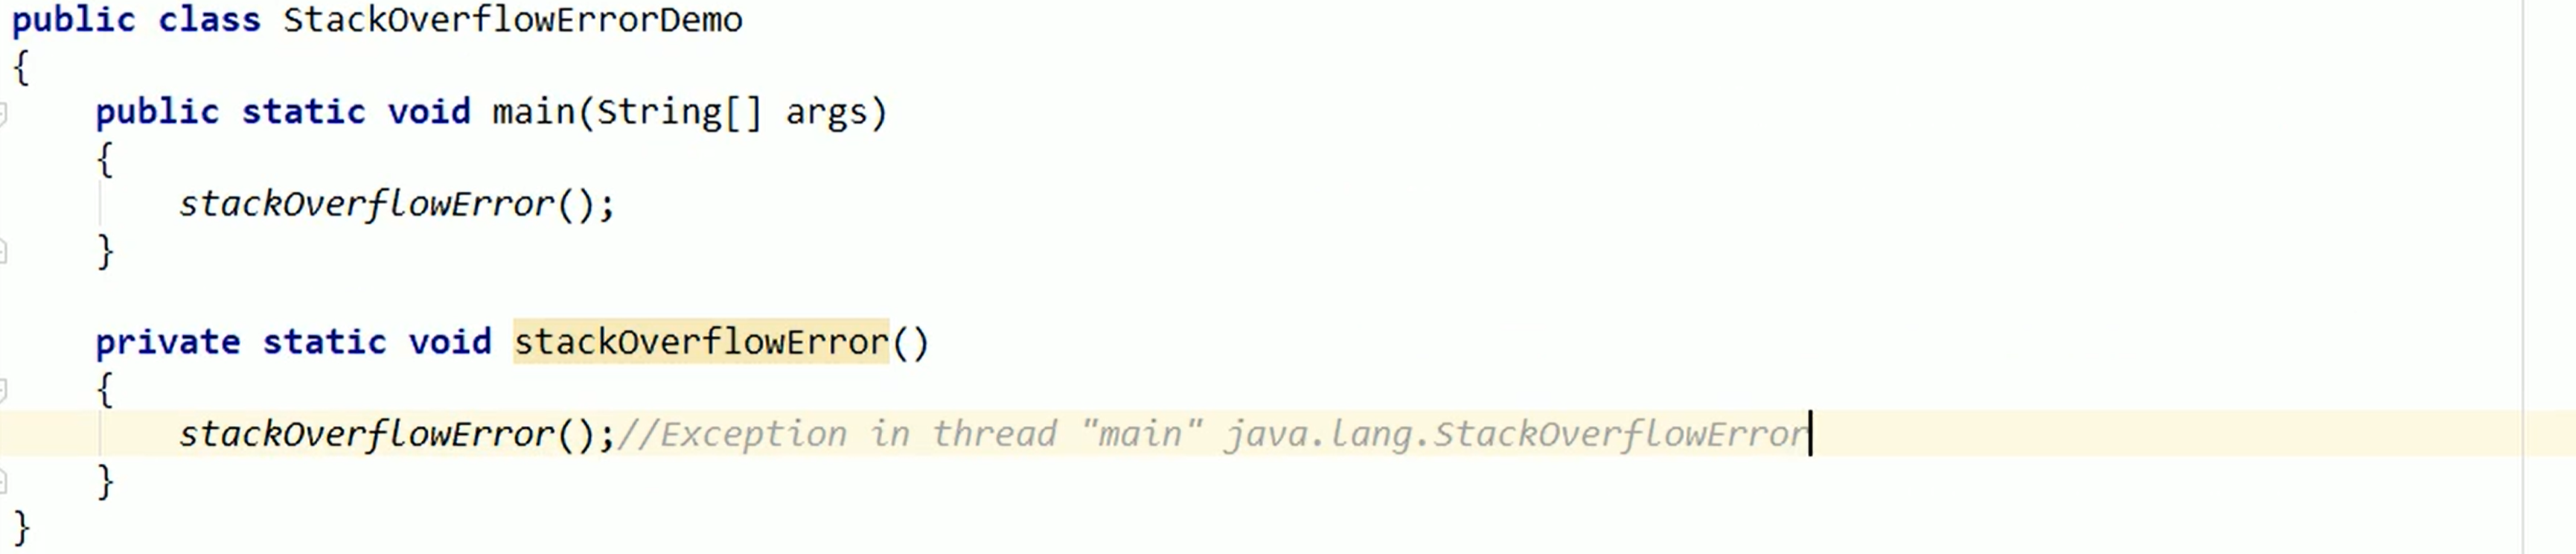 public class StackOverflowErrorDemo
{
    public static void main(String[] args)
    {
        stackOverflowError();
    }

    private static void stackOverflowError()
    {
        stackOverflowError();//Exception in thread "main" java.lang.StackOverflowError
    }
}